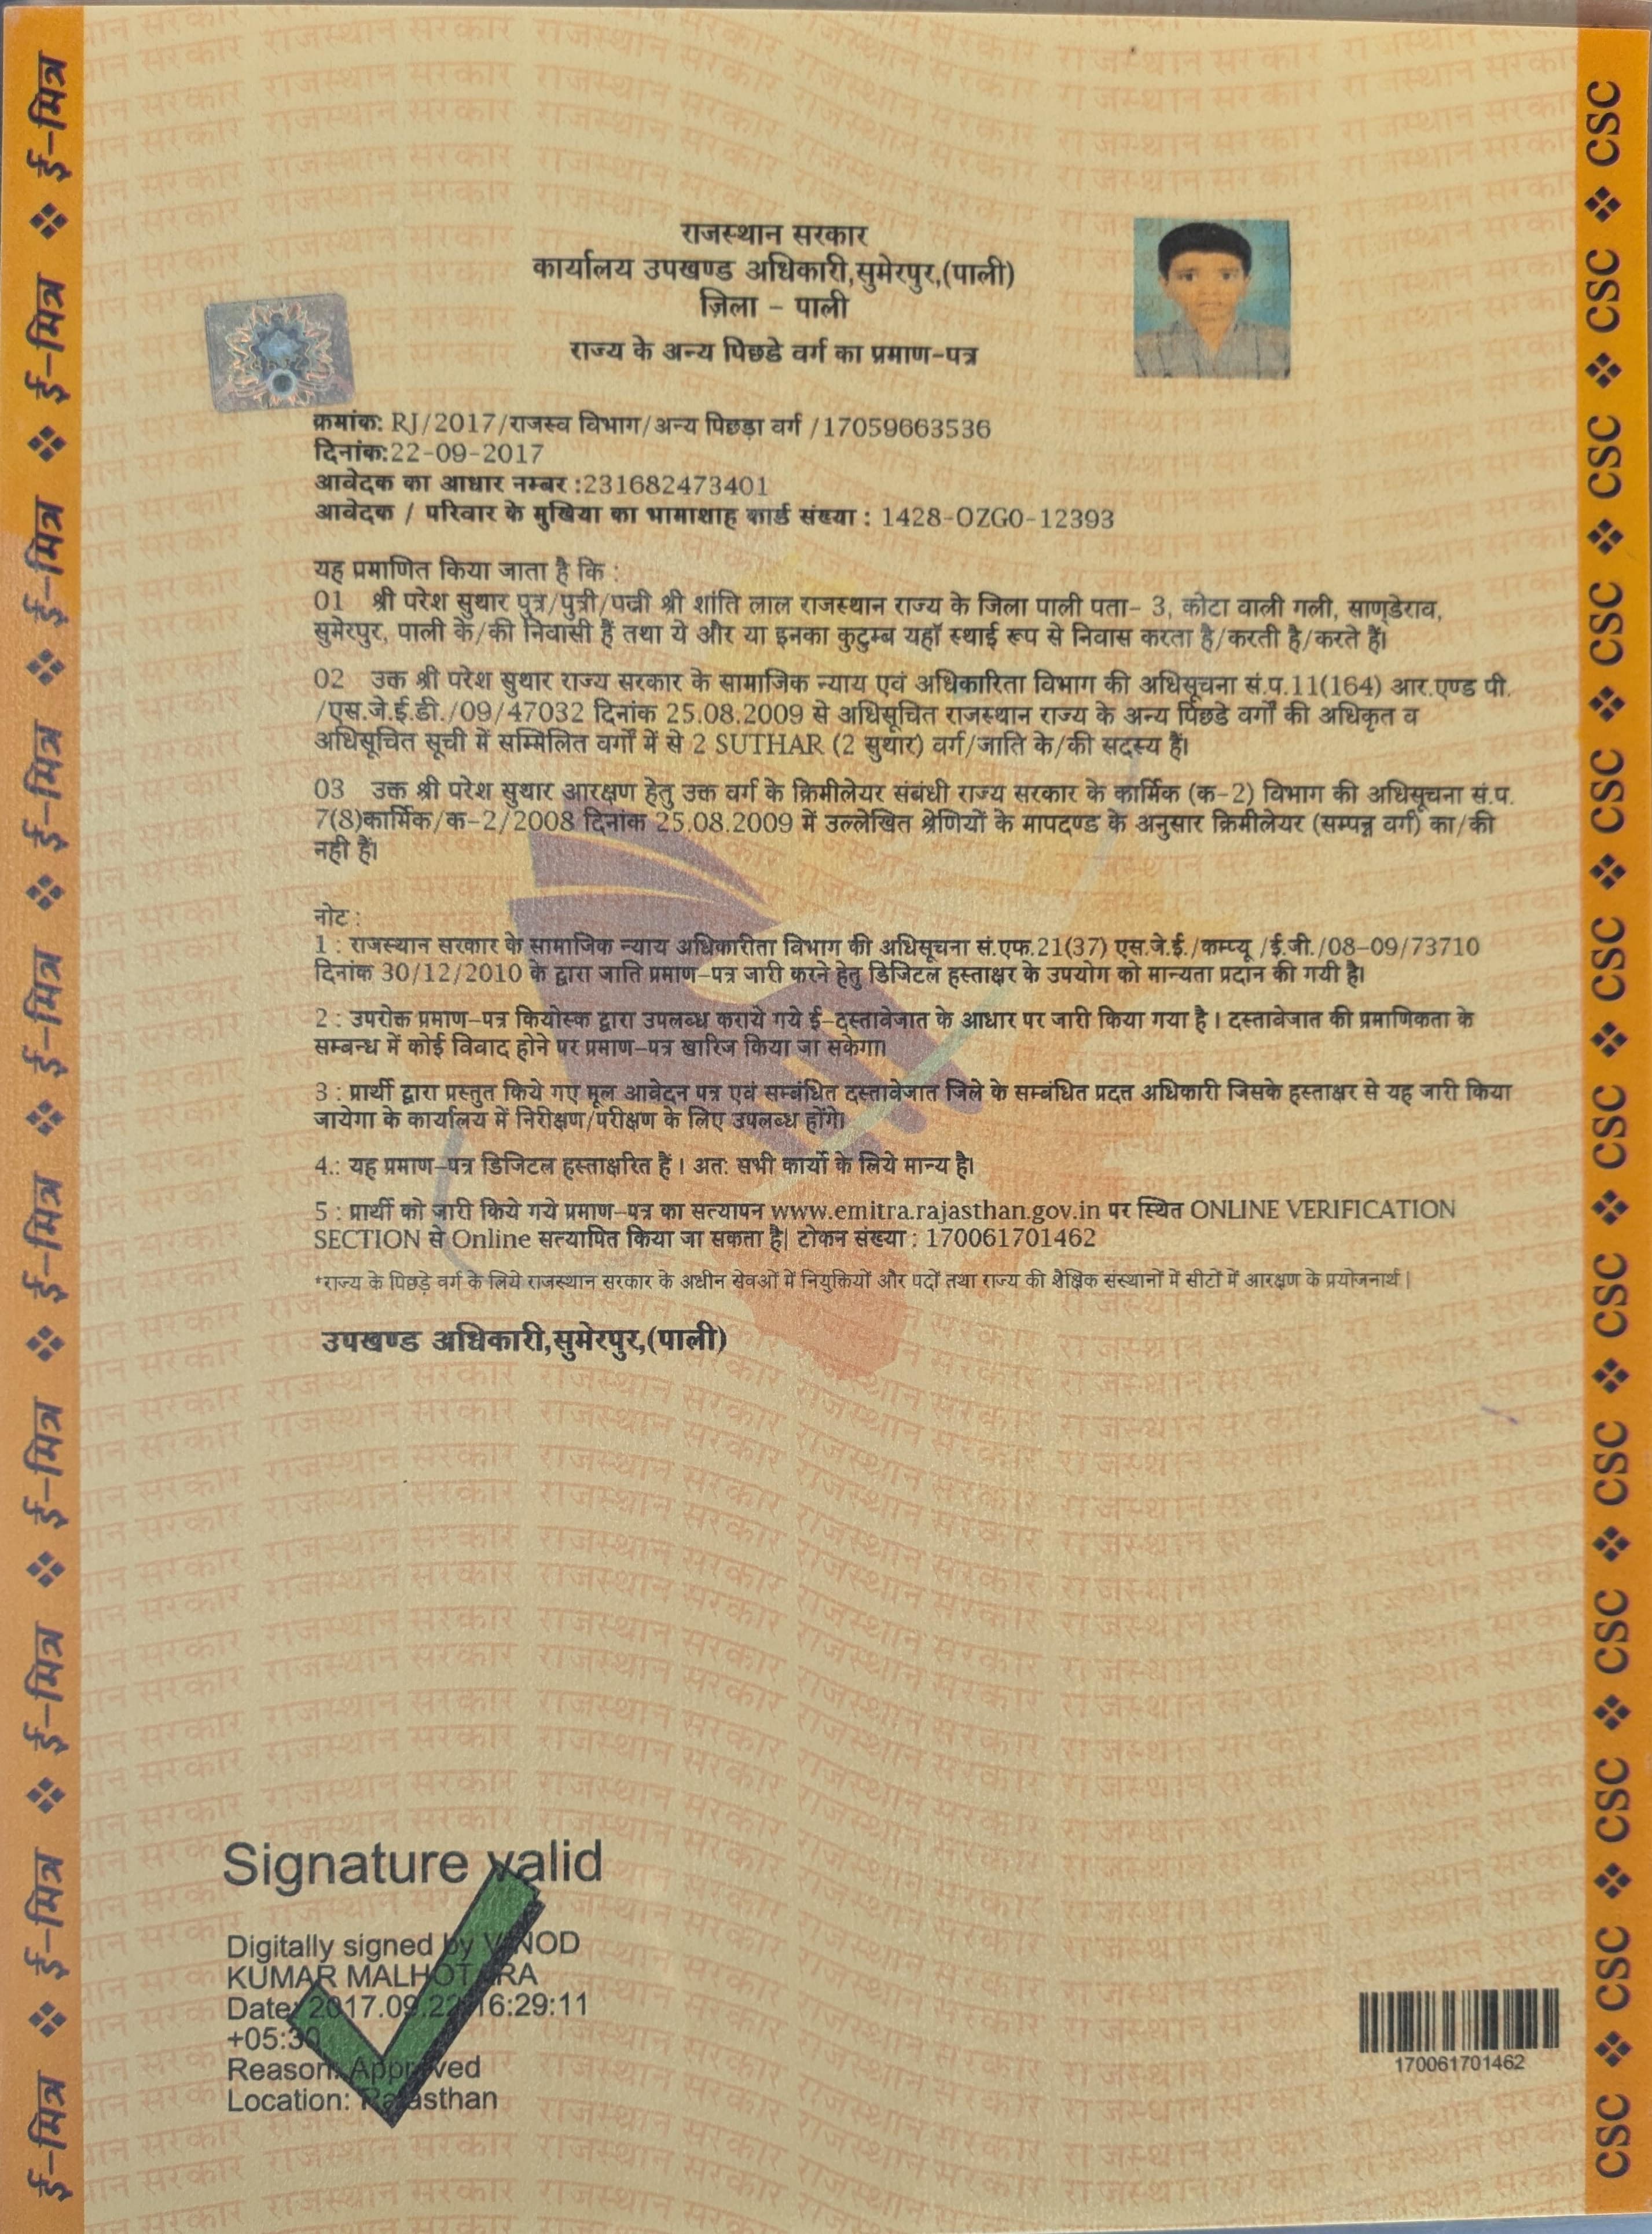 राजस्थान सरकार
कार्यालय उपखण्ड अधिकारी,सुमेरपुर,(पाली)
ज़िला – पाली
राज्य के अन्य पिछडे वर्ग का प्रमाण-पत्र
क्रमांक: RJ/2017/राजस्व विभाग/अन्य पिछड़ा वर्ग /17059663536
दिनांक:22-09-2017
आवेदक का आधार नम्बर :231682473401
आवेदक / परिवार के मुखिया का भामाशाह कार्ड संख्या : 1428-OZG0-12393
यह प्रमाणित किया जाता है कि :
01 श्री परेश सुथार पुत्र/पुत्री/पत्नी श्री शांति लाल राजस्थान राज्य के जिला पाली पता- 3, कोटा वाली गली, साण्डेराव,
सुमेरपुर, पाली के/की निवासी हैं तथा ये और या इनका कुटुम्ब यहॉ स्थाई रूप से निवास करता है/करती है/करते हैं।
02 उक्त श्री परेश सुथार राज्य सरकार के सामाजिक न्याय एवं अधिकारिता विभाग की अधिसूचना सं.प.11(164) आर.एण्ड पी.
/एस.जे.ई.डी./09/47032 दिनांक 25.08.2009 से अधिसूचित राजस्थान राज्य के अन्य पिछडे वर्गों की अधिकृत व
अधिसूचित सूची में सम्मिलित वर्गों में से 2 SUTHAR (2 सुथार) वर्ग/जाति के/की सदस्य हैं।
03 उक्त श्री परेश सुथार आरक्षण हेतु उक्त वर्ग के क्रिमीलेयर संबंधी राज्य सरकार के कार्मिक (क-2) विभाग की अधिसूचना सं.प.
7(8)कार्मिक/क-2/2008 दिनांक 25.08.2009 में उल्लेखित श्रेणियों के मापदण्ड के अनुसार क्रिमीलेयर (सम्पन्न वर्ग) का/की
नही हैं।
नोट :
1 : राजस्थान सरकार के सामाजिक न्याय अधिकारीता विभाग की अधिसूचना सं.एफ.21(37) एस.जे.ई./कम्प्यू /ई.जी./08-09/73710
दिनांक 30/12/2010 के द्वारा जाति प्रमाण-पत्र जारी करने हेतु डिजिटल हस्ताक्षर के उपयोग को मान्यता प्रदान की गयी है।
2 : उपरोक्त प्रमाण-पत्र कियोस्क द्वारा उपलब्ध कराये गये ई-दस्तावेजात के आधार पर जारी किया गया है । दस्तावेजात की प्रमाणिकता के
सम्बन्ध में कोई विवाद होने पर प्रमाण-पत्र खारिज किया जा सकेगा।
3 : प्रार्थी द्वारा प्रस्तुत किये गए मूल आवेदन पत्र एवं सम्बंधित दस्तावेजात जिले के सम्बंधित प्रदत्त अधिकारी जिसके हस्ताक्षर से यह जारी किया
जायेगा के कार्यालय में निरीक्षण/परीक्षण के लिए उपलब्ध होंगे।
4.: यह प्रमाण-पत्र डिजिटल हस्ताक्षरित हैं । अत: सभी कार्यो के लिये मान्य है।
5 : प्रार्थी को जारी किये गये प्रमाण-पत्र का सत्यापन www.emitra.rajasthan.gov.in पर स्थित ONLINE VERIFICATION
SECTION से Online सत्यापित किया जा सकता है| टोकन संख्या : 170061701462
*राज्य के पिछड़े वर्ग के लिये राजस्थान सरकार के अधीन सेवओं में नियुक्तियों और पदों तथा राज्य की शैक्षिक संस्थानों में सीटों में आरक्षण के प्रयोजनार्थ |
उपखण्ड अधिकारी,सुमेरपुर,(पाली)
Signature valid
Digitally signed by VINOD
KUMAR MALHOTARA
Date: 2017.09.22 16:29:11
+05:30
Reason: Approved
Location: Rajasthan
170061701462
ई-मित्र ❖ ई-मित्र ❖ ई-मित्र ❖ ई-मित्र ❖ ई-मित्र ❖ ई-मित्र ❖ ई-मित्र ❖ ई-मित्र ❖ ई-मित्र ❖ ई-मित्र
CSC ❖ CSC ❖ CSC ❖ CSC ❖ CSC ❖ CSC ❖ CSC ❖ CSC ❖ CSC ❖ CSC ❖ CSC ❖ CSC ❖ CSC